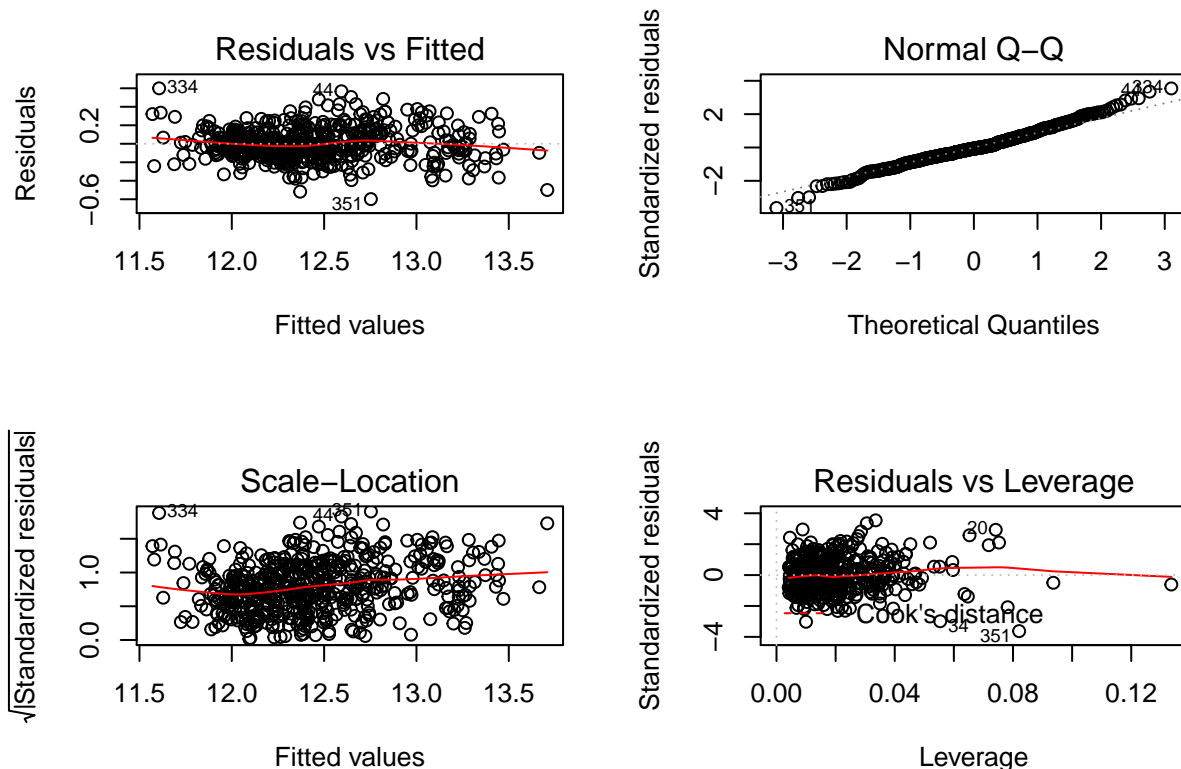 Residuals vs Fitted
Residuals
0.2
−0.6
334
44
351
11.5 12.0 12.5 13.0 13.5
Fitted values
Normal Q−Q
Standardized residuals
2
−2
44
334
351
−3 −2 −1 0 1 2 3
Theoretical Quantiles
Scale−Location
√|Standardized residuals|
1.0
0.0
334
44
351
11.5 12.0 12.5 13.0 13.5
Fitted values
Residuals vs Leverage
Standardized residuals
4
0
−4
20
Cook's distance
34
351
0.00 0.04 0.08 0.12
Leverage